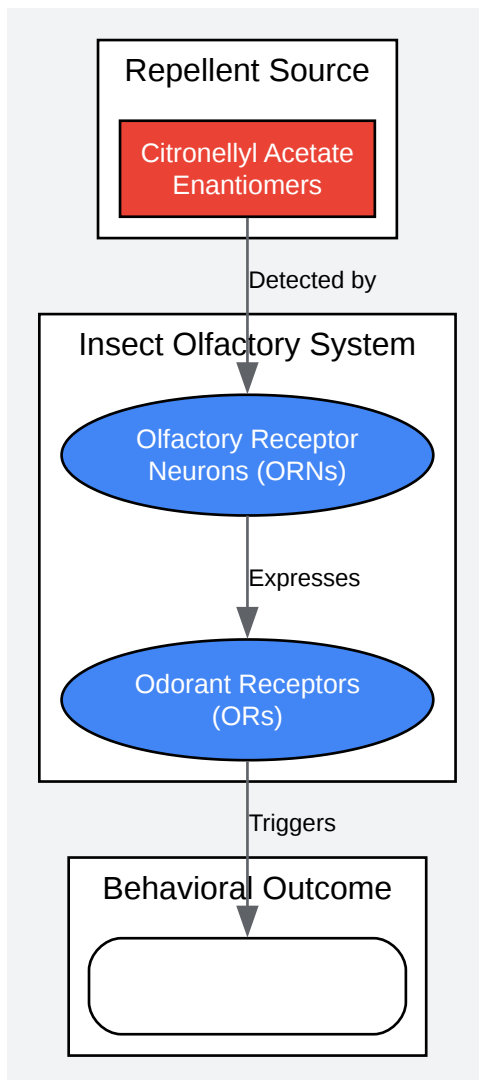 Repellent Source
Citronellyl Acetate
Enantiomers
Detected by
Insect Olfactory System
Olfactory Receptor
Neurons (ORNs)
Expresses
Odorant Receptors
(ORs)
Triggers
Behavioral Outcome